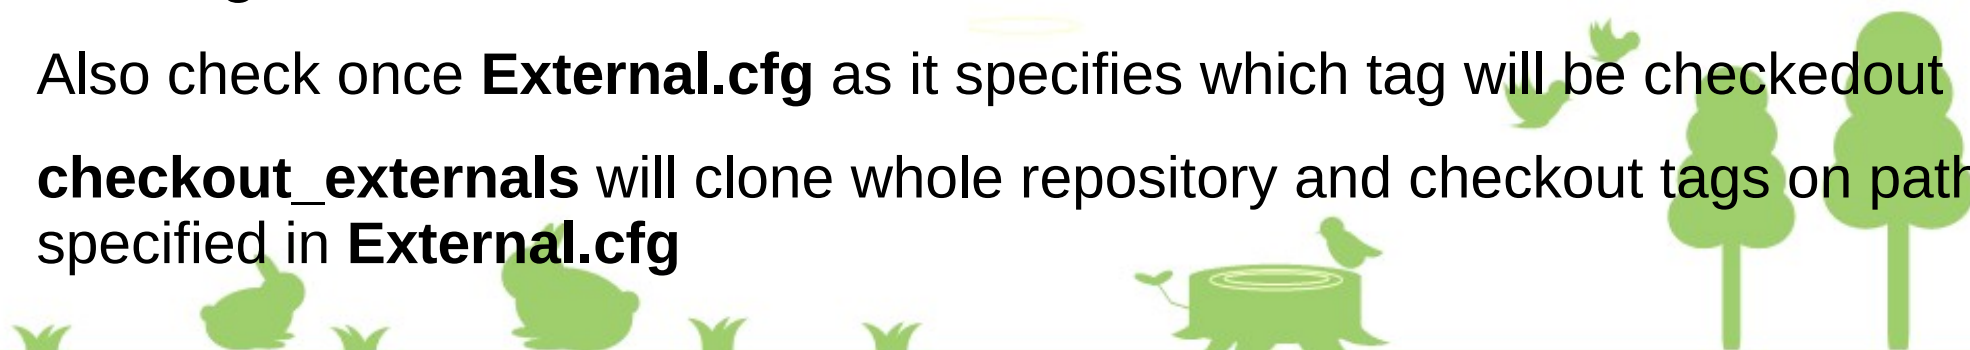 Also check once External.cfg as it specifies which tag will be checkedout
checkout_externals will clone whole repository and checkout tags on path
specified in External.cfg